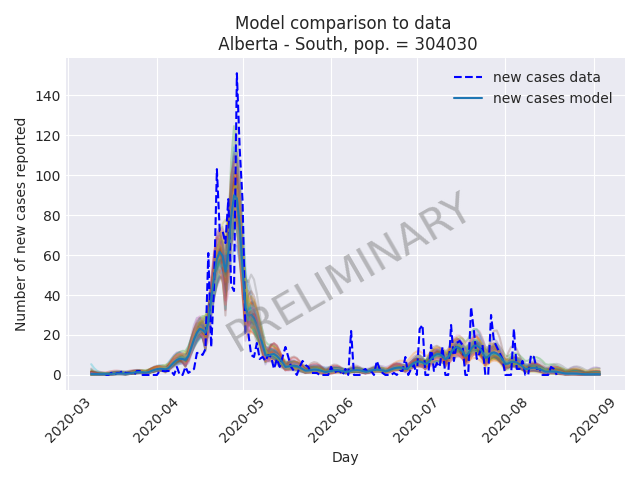 Model comparison to data
Alberta - South, pop. = 304030
new cases data
new cases model
Number of new cases reported
140
120
100
80
60
40
20
0
PRELIMINARY
2020-03
2020-04
2020-05
2020-06
2020-07
2020-08
2020-09
Day